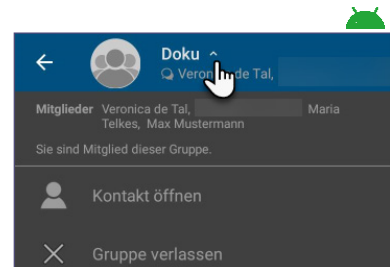 Doku
Veronica de Tal,
Mitglieder Veronica de Tal, Maria
Telkes, Max Mustermann
Sie sind Mitglied dieser Gruppe.
Kontakt öffnen
Gruppe verlassen